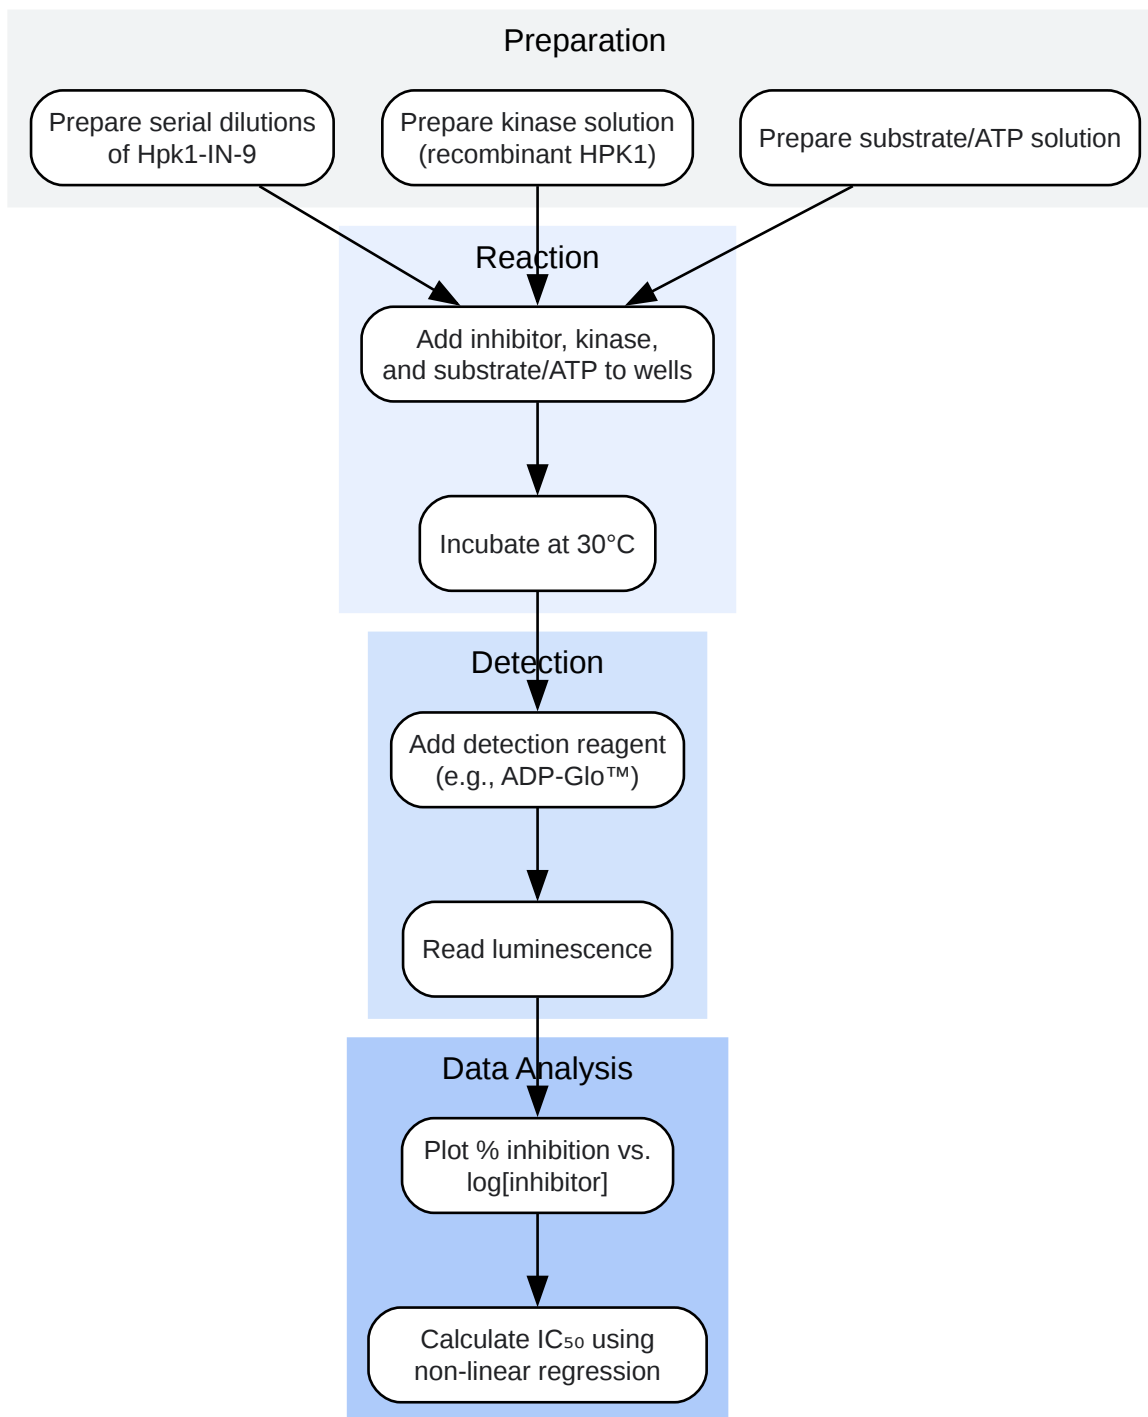 Preparation
Prepare serial dilutions
of Hpk1-IN-9
Prepare kinase solution
(recombinant HPK1)
Prepare substrate/ATP solution
Reaction
Add inhibitor, kinase,
and substrate/ATP to wells
Incubate at 30°C
Detection
Add detection reagent
(e.g., ADP-Glo™)
Read luminescence
Data Analysis
Plot % inhibition vs.
log[inhibitor]
Calculate IC₅₀ using
non-linear regression